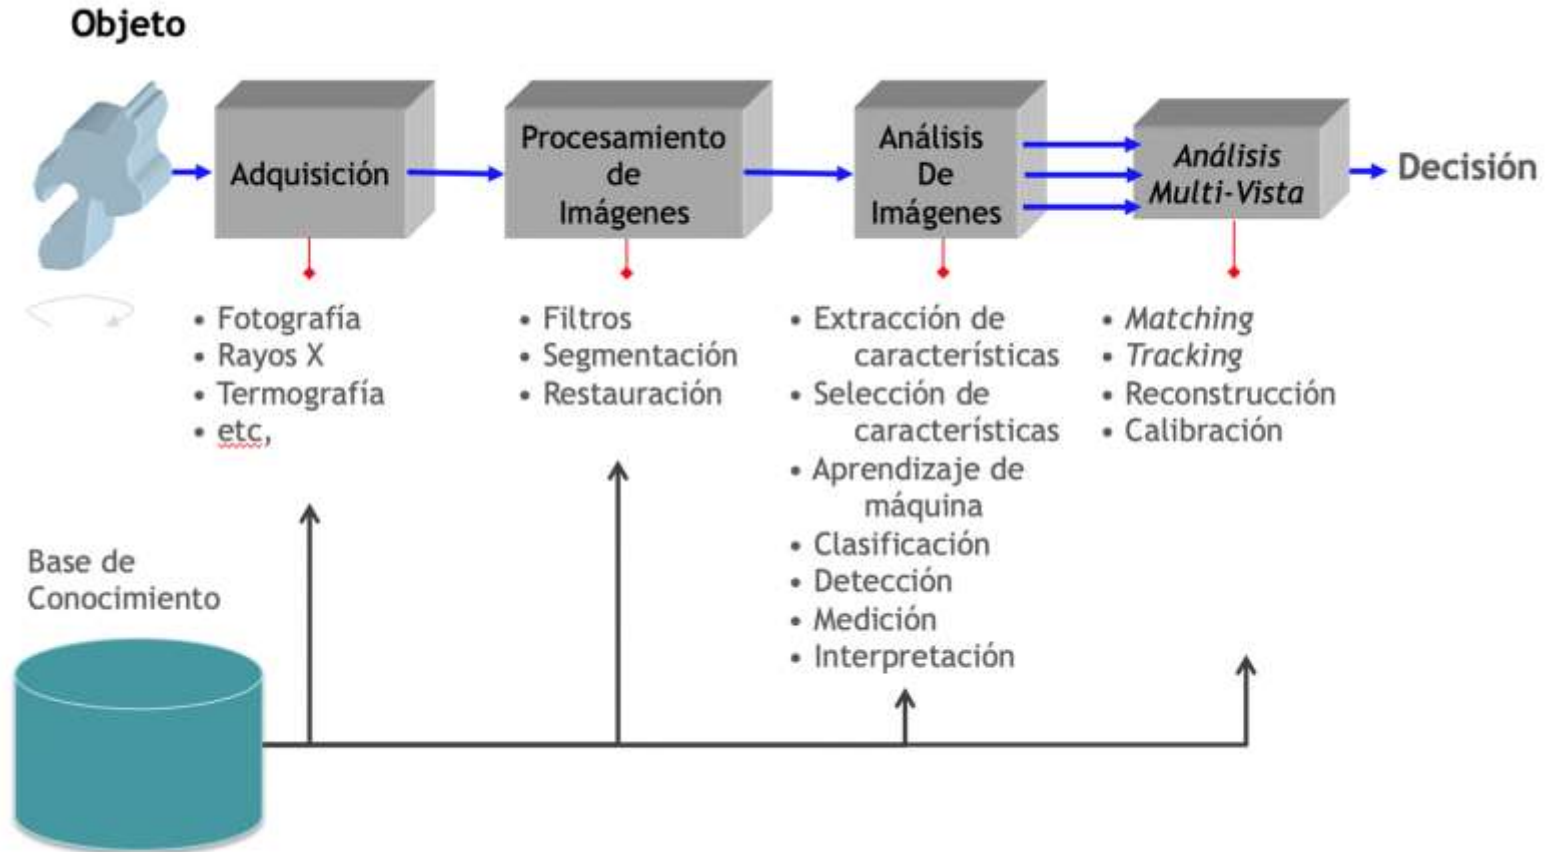 Objeto
Adquisición
Procesamiento
de
Imágenes
Análisis
De
Imágenes
Análisis
Multi-Vista
Decisión
• Fotografía
• Rayos X
• Termografía
• etc,
• Filtros
• Segmentación
• Restauración
• Extracción de
características
• Selección de
características
• Aprendizaje de
máquina
• Clasificación
• Detección
• Medición
• Interpretación
• Matching
• Tracking
• Reconstrucción
• Calibración
Base de
Conocimiento